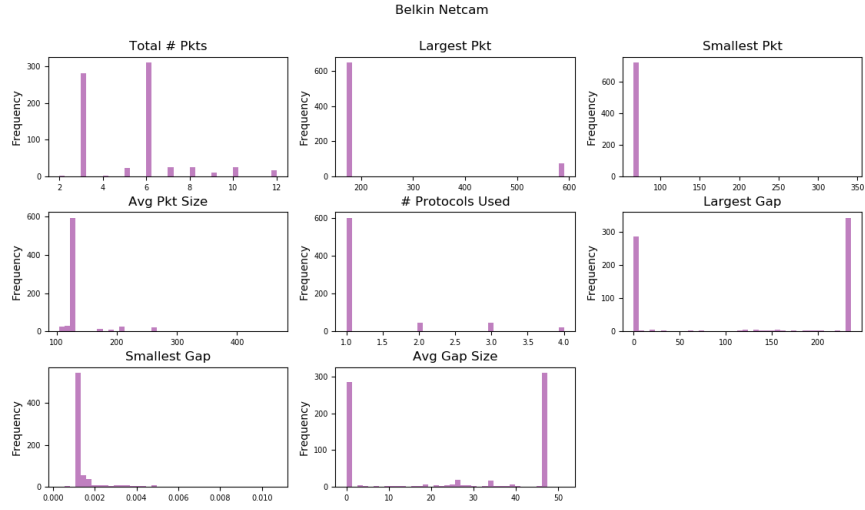 Belkin Netcam
Total # Pkts
Largest Pkt
Smallest Pkt
Frequency
300
200
100
0
2 4 6 8 10 12
Frequency
600
400
200
0
200 300 400 500 600
Frequency
600
400
200
0
100 150 200 250 300 350
Avg Pkt Size
# Protocols Used
Largest Gap
Frequency
600
400
200
0
100 200 300 400
Frequency
600
400
200
0
1.0 1.5 2.0 2.5 3.0 3.5 4.0
Frequency
300
200
100
0
0 50 100 150 200
Smallest Gap
Avg Gap Size
Frequency
400
200
0
0.000 0.002 0.004 0.006 0.008 0.010
Frequency
300
200
100
0
0 10 20 30 40 50